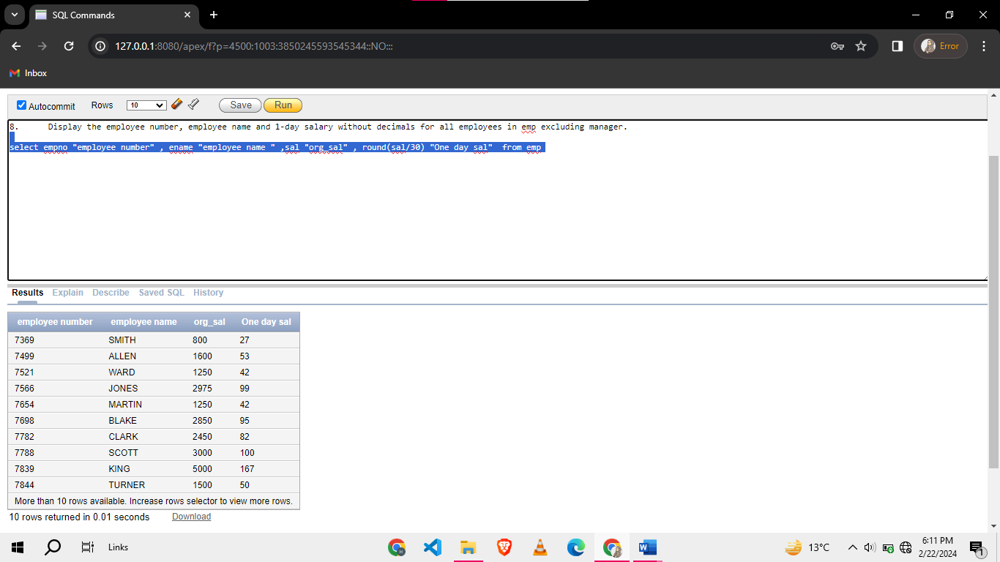 SQL Commands
127.0.0.1:8080/apex/f?p=4500:1003:3850245593545344::NO:::
Error
Inbox
Autocommit Rows 10 Save Run
8. Display the employee number, employee name and 1-day salary without decimals for all employees in emp excluding manager.
select empno "employee number" , ename "employee name " ,sal "org_sal" , round(sal/30) "One day sal"  from emp
Results Explain Describe Saved SQL History
employee number employee name org_sal One day sal
7369 SMITH 800 27
7499 ALLEN 1600 53
7521 WARD 1250 42
7566 JONES 2975 99
7654 MARTIN 1250 42
7698 BLAKE 2850 95
7782 CLARK 2450 82
7788 SCOTT 3000 100
7839 KING 5000 167
7844 TURNER 1500 50
More than 10 rows available. Increase rows selector to view more rows.
10 rows returned in 0.01 seconds Download
Links 13°C 6:11 PM
2/22/2024 1